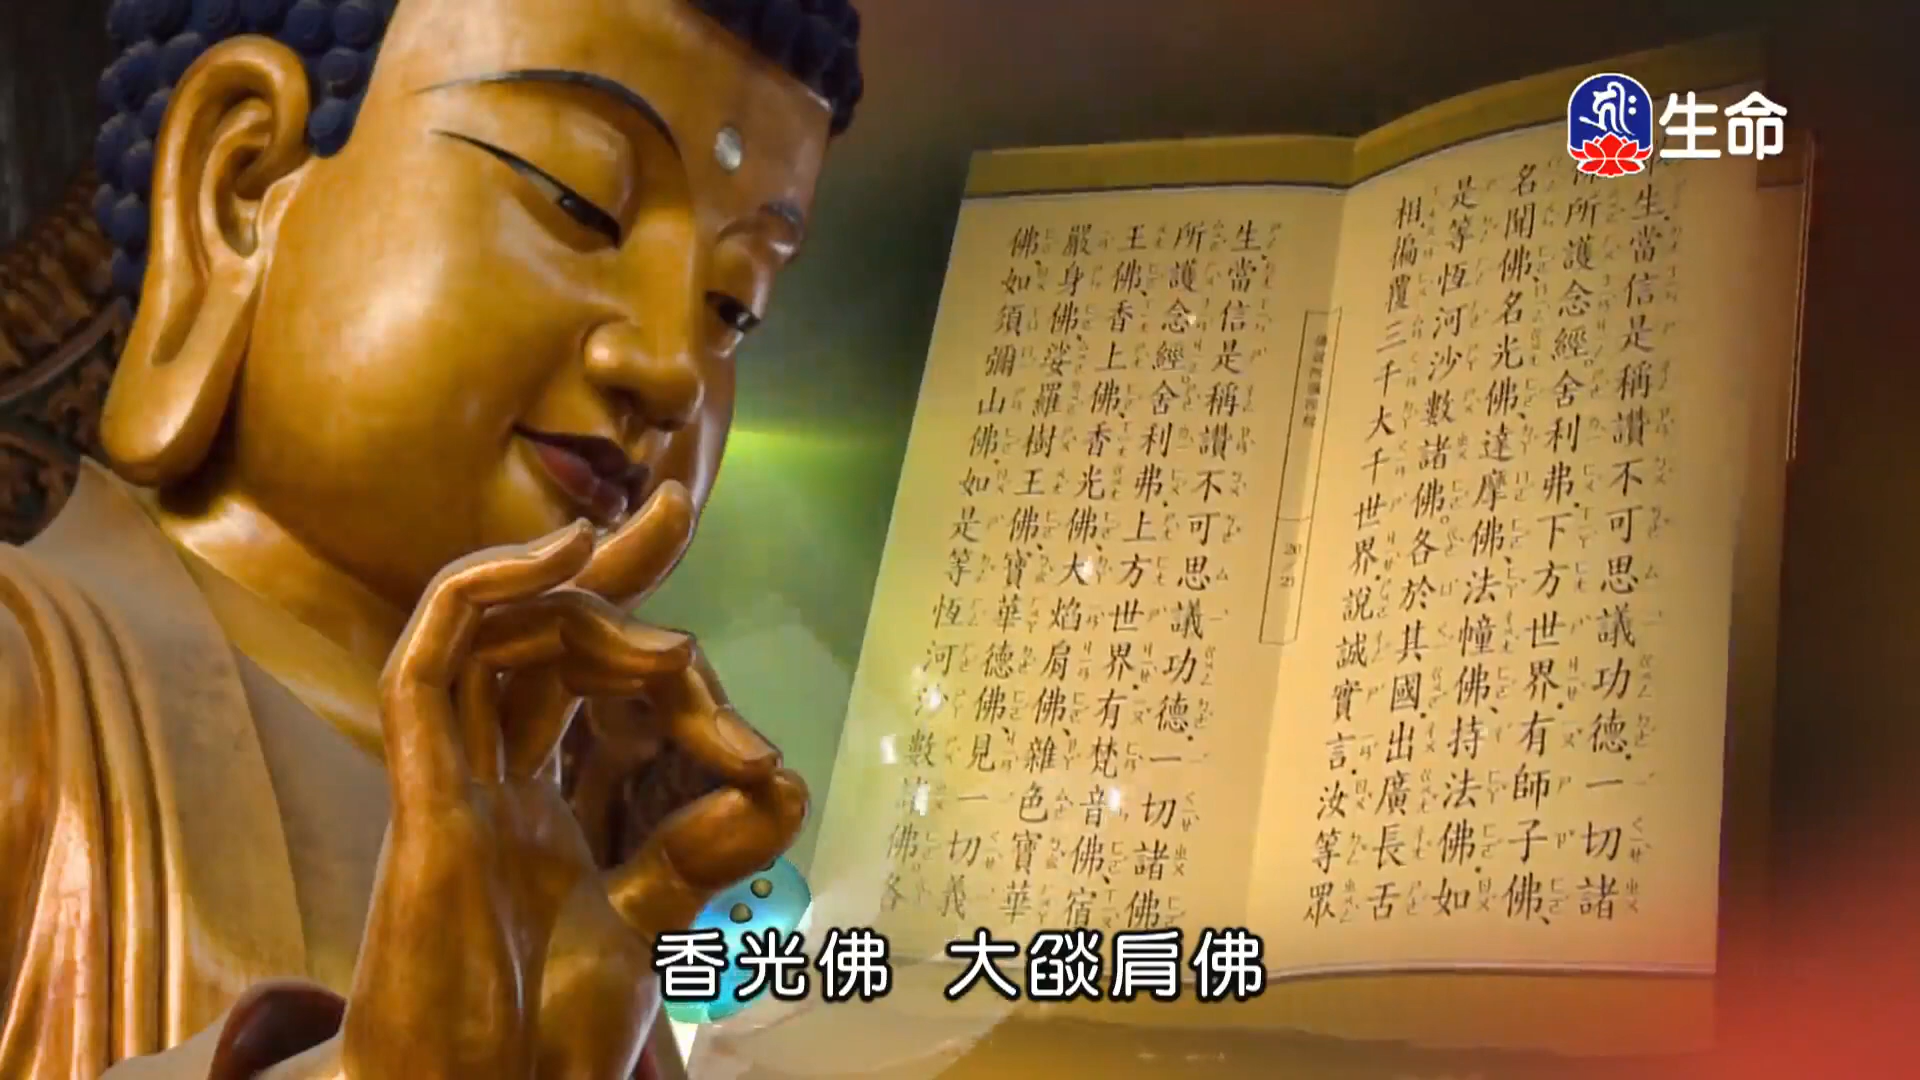 生命
生。當信是稱讚不可思議功德。一切諸
佛所護念經。舍利弗。下方世界。有師子佛、
名聞佛、名光佛、達摩佛、法幢佛、持法佛。如
是等恆河沙數諸佛。各於其國。出廣長舌
相。徧覆三千大千世界。說誠實言。汝等眾
生。當信是稱讚不可思議功德。一切諸佛
所護念經。舍利弗。上方世界。有梵音佛、宿
王佛、香上佛、香光佛、大焰肩佛、雜色寶華
嚴身佛、娑羅樹王佛、寶華德佛、見一切義
佛、如須彌山佛。如是等恆河沙數諸佛各
香光佛 大燄肩佛